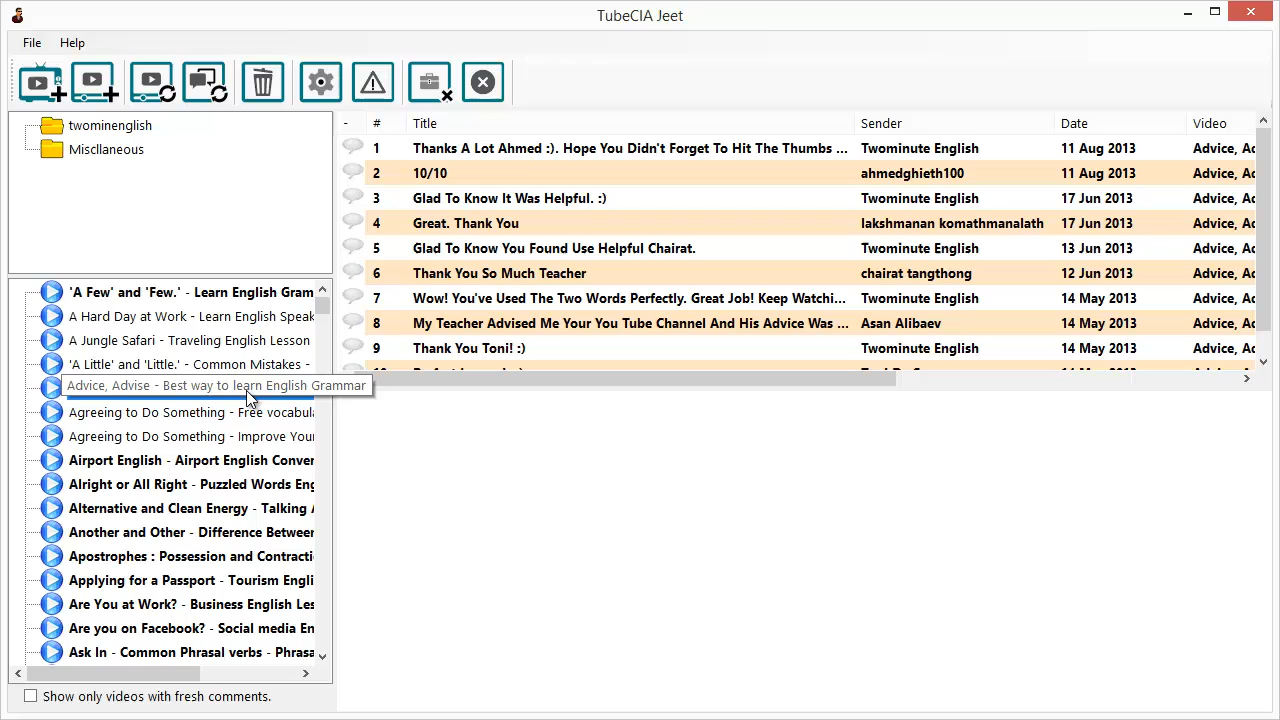 TubeCIA Jeet
File Help
twominenglish
Miscllaneous
- # Title Sender Date Video
1 Thanks A Lot Ahmed :). Hope You Didn't Forget To Hit The Thumbs ... Twominute English 11 Aug 2013 Advice, Ad
2 10/10 ahmedghieth100 11 Aug 2013 Advice, Ad
3 Glad To Know It Was Helpful. :) Twominute English 17 Jun 2013 Advice, Ad
4 Great. Thank You lakshmanan komathmanalath 17 Jun 2013 Advice, Ad
5 Glad To Know You Found Use Helpful Chairat. Twominute English 13 Jun 2013 Advice, Ad
6 Thank You So Much Teacher chairat tangthong 12 Jun 2013 Advice, Ad
7 Wow! You've Used The Two Words Perfectly. Great Job! Keep Watchi... Twominute English 14 May 2013 Advice, Ad
8 My Teacher Advised Me Your You Tube Channel And His Advice Was ... Asan Alibaev 14 May 2013 Advice, Ad
9 Thank You Toni! :) Twominute English 14 May 2013 Advice, Ad
'A Few' and 'Few.' - Learn English Gram
A Hard Day at Work - Learn English Speak
A Jungle Safari - Traveling English Lesson
'A Little' and 'Little.' - Common Mistakes -
Advice, Advise - Best way to learn English Grammar
Agreeing to Do Something - Free vocabula
Agreeing to Do Something - Improve Your
Airport English - Airport English Conver
Alright or All Right - Puzzled Words Eng
Alternative and Clean Energy - Talking A
Another and Other - Difference Between
Apostrophes : Possession and Contracti
Applying for a Passport - Tourism Engli
Are You at Work? - Business English Les
Are you on Facebook? - Social media En
Ask In - Common Phrasal verbs - Phrasa
Show only videos with fresh comments.